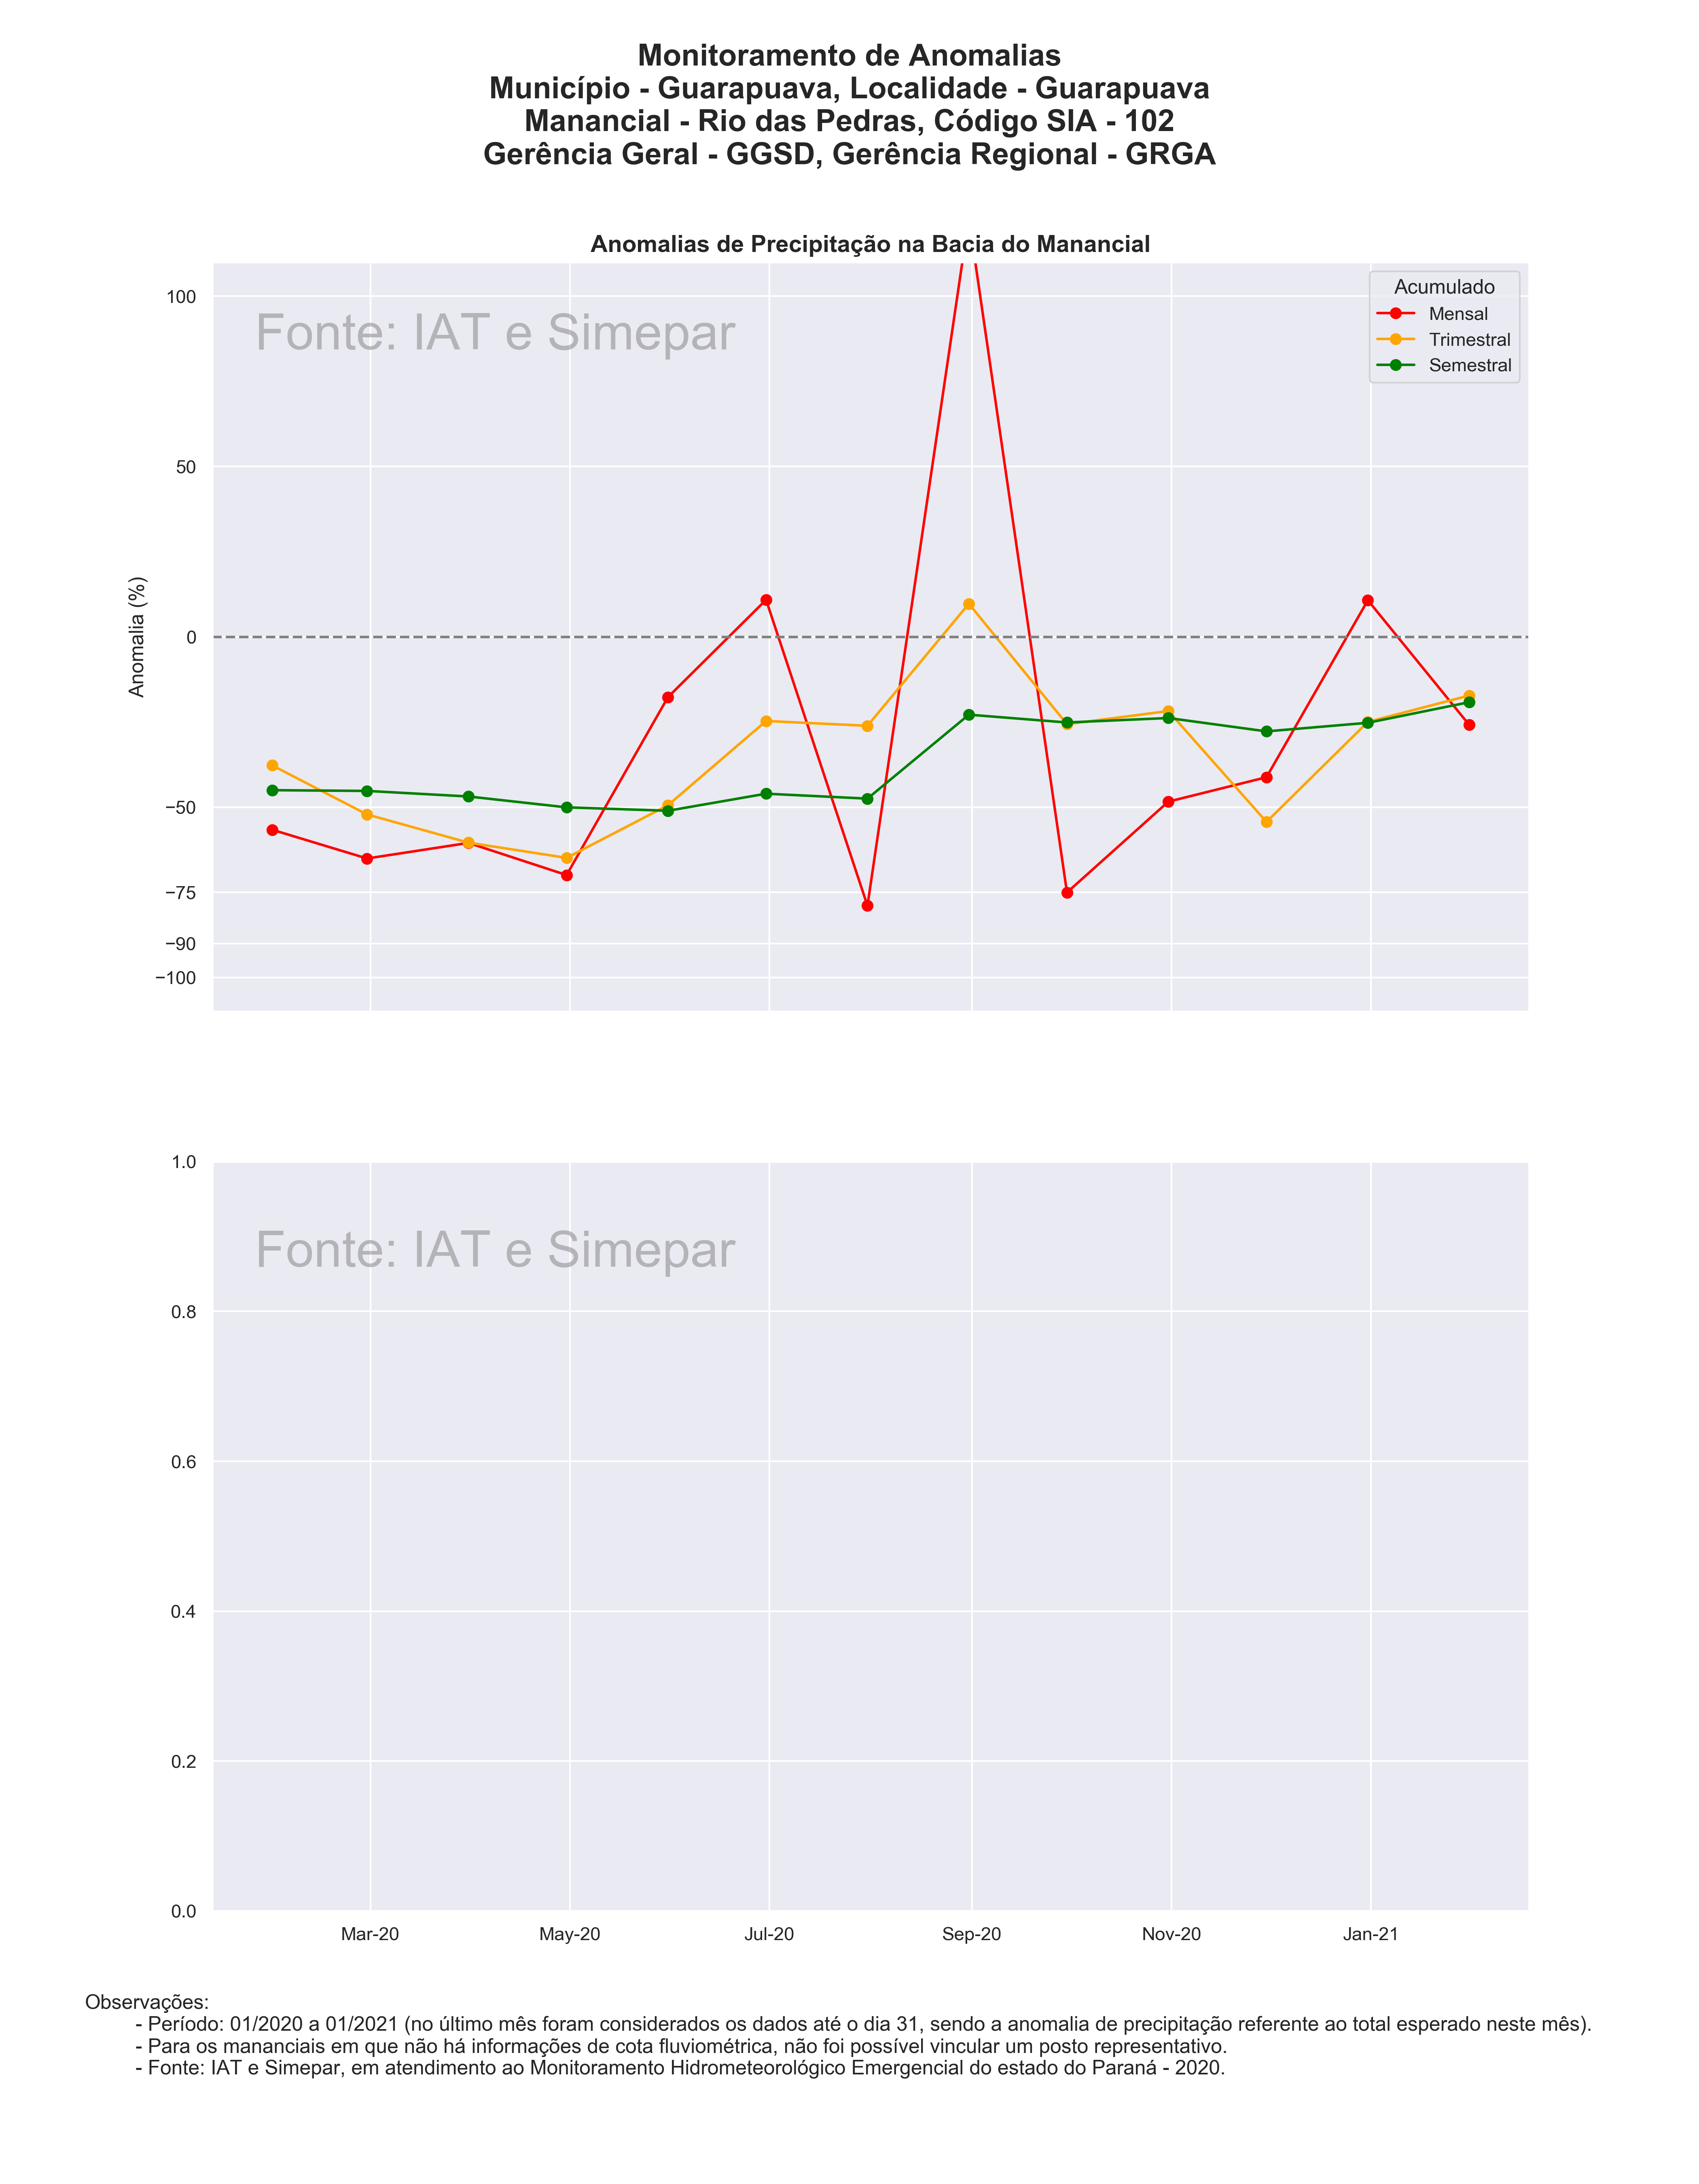 Monitoramento de Anomalias
Município - Guarapuava, Localidade - Guarapuava
Manancial - Rio das Pedras, Código SIA - 102
Gerência Geral - GGSD, Gerência Regional - GRGA
Anomalias de Precipitação na Bacia do Manancial
Fonte: IAT e Simepar
Acumulado
Mensal
Trimestral
Semestral
Anomalia (%)
100
50
0
−50
−75
−90
−100
Fonte: IAT e Simepar
1.0
0.8
0.6
0.4
0.2
0.0
Mar-20 May-20 Jul-20 Sep-20 Nov-20 Jan-21
Observações:
- Período: 01/2020 a 01/2021 (no último mês foram considerados os dados até o dia 31, sendo a anomalia de precipitação referente ao total esperado neste mês).
- Para os mananciais em que não há informações de cota fluviométrica, não foi possível vincular um posto representativo.
- Fonte: IAT e Simepar, em atendimento ao Monitoramento Hidrometeorológico Emergencial do estado do Paraná - 2020.